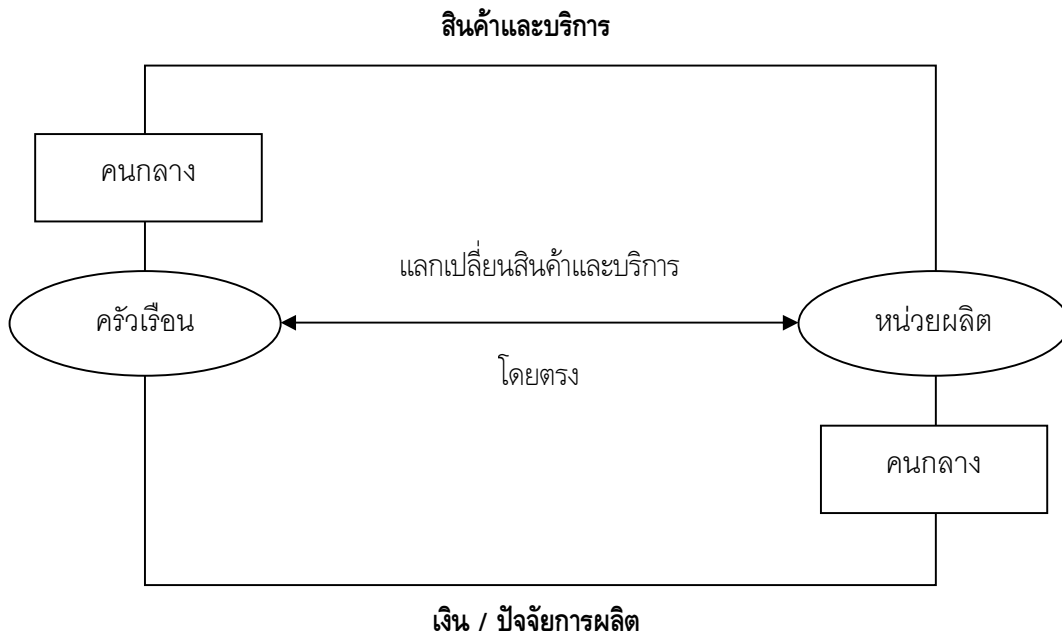 สินค้าและบริการ
คนกลาง
แลกเปลี่ยนสินค้าและบริการ
ครัวเรือน
หน่วยผลิต
โดยตรง
คนกลาง
เงิน / ปัจจัยการผลิต